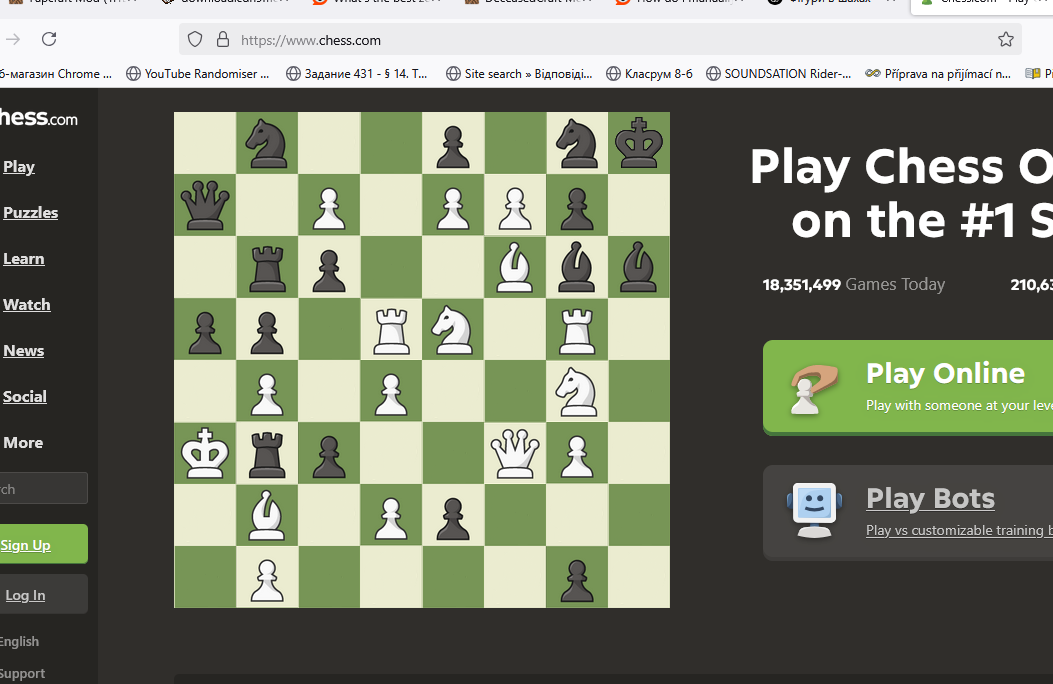 https://www.chess.com
б-магазин Chrome ...
YouTube Randomiser ...
Задание 431 - § 14. Т...
Site search » Відповіді...
Класрум 8-б
SOUNDSATION Rider-...
Příprava na přijímací n...
hess.com
Play
Puzzles
Learn
Watch
News
Social
More
rch
Sign Up
Log In
English
Support
Play Chess O
on the #1 S
18,351,499 Games Today
210,63
Play Online
Play with someone at your leve
Play Bots
Play vs customizable training b